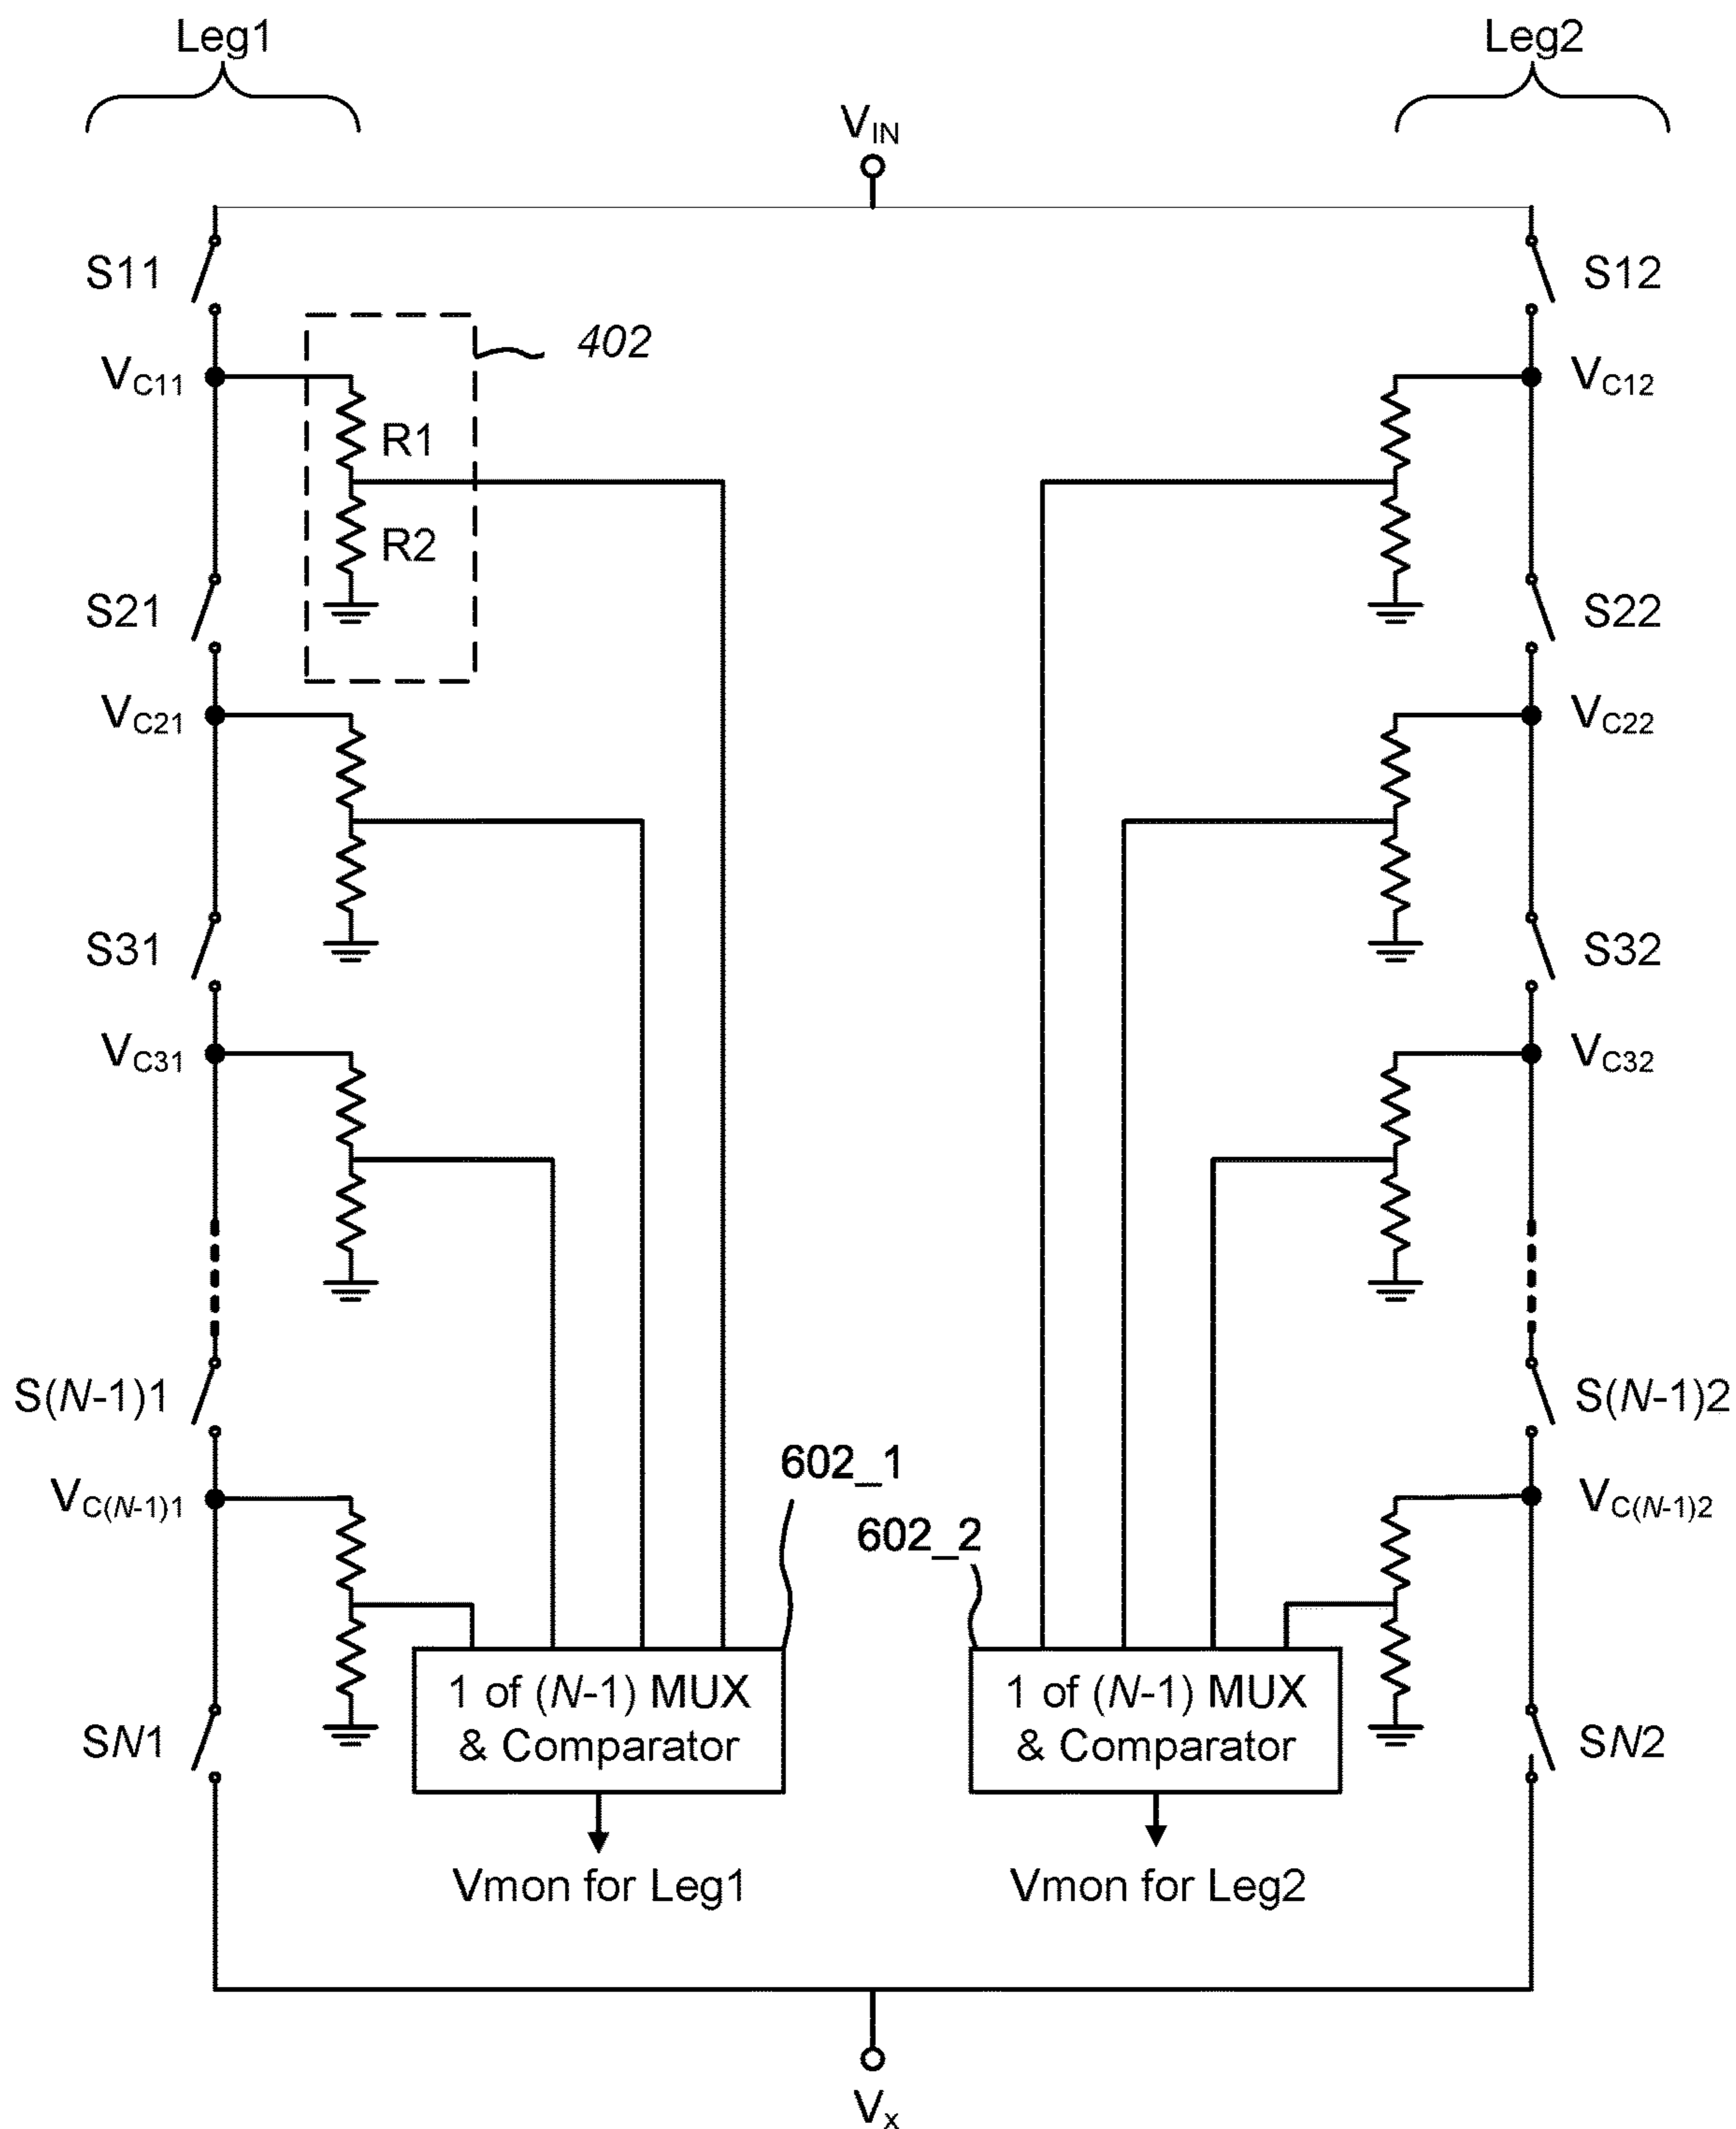 Leg1
Leg2
VIN
S11
S12
402
VC11
VC12
R1
R2
S21
S22
VC21
VC22
S31
S32
VC31
VC32
S(N-1)1
S(N-1)2
602_1
VC(N-1)1
VC(N-1)2
602_2
1 of (N-1) MUX
& Comparator
1 of (N-1) MUX
& Comparator
SN1
SN2
Vmon for Leg1
Vmon for Leg2
Vx